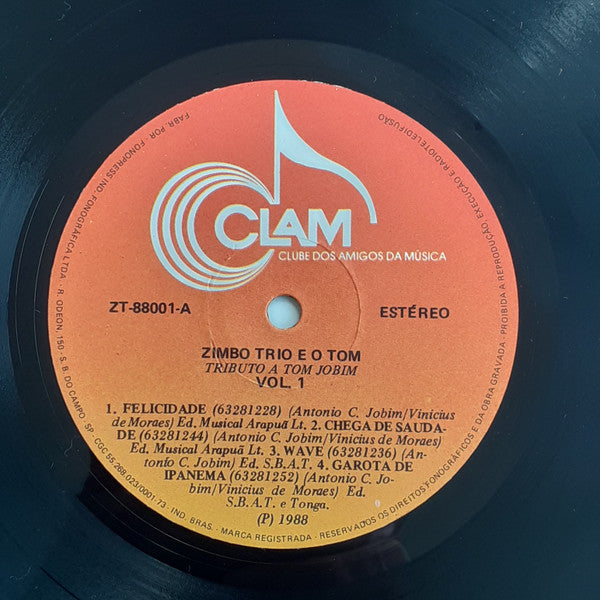 CLAM
CLUBE DOS AMIGOS DA MÚSICA
ZT-88001-A
ESTÉREO
ZIMBO TRIO E O TOM
TRIBUTO A TOM JOBIM
VOL. 1
1. FELICIDADE (63281228) (Antonio C. Jobim/Vinicius
de Moraes) Ed. Musical Arapuã Lt. 2. CHEGA DE SAUDA-
DE (63281244) (Antonio C. Jobim/Vinicius de Moraes)
Ed. Musical Arapuã Lt. 3. WAVE (63281236) (An-
tonio C. Jobim) Ed. S.B.A.T. 4. GAROTA DE
IPANEMA (63281252) (Antonio C. Jo-
bim/Vinicius de Moraes) Ed.
S.B.A.T. e Tonga.
(P) 1988
FABR. POR FONOPRESS IND. FONOGRÁFICA LTDA - R. ODEON, 150 - S. B. DO CAMPO - SP - CGC 55.268.023/0001-73 - IND. BRAS. - MARCA REGISTRADA - RESERVADOS OS DIREITOS FONOGRÁFICOS E DA OBRA GRAVADA - PROIBIDA A REPRODUÇÃO, EXECUÇÃO E RADIOTELEDIFUSÃO